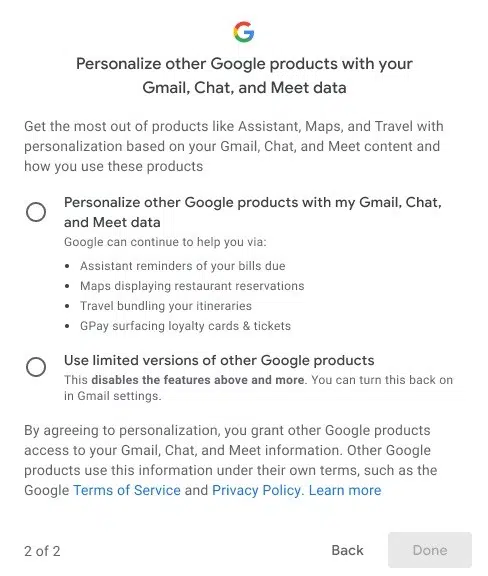 Personalize other Google products with your
Gmail, Chat, and Meet data
Get the most out of products like Assistant, Maps, and Travel with
personalization based on your Gmail, Chat, and Meet content and
how you use these products
Personalize other Google products with my Gmail, Chat,
and Meet data
Google can continue to help you via:
• Assistant reminders of your bills due
• Maps displaying restaurant reservations
• Travel bundling your itineraries
• GPay surfacing loyalty cards & tickets
Use limited versions of other Google products
This disables the features above and more. You can turn this back on
in Gmail settings.
By agreeing to personalization, you grant other Google products
access to your Gmail, Chat, and Meet information. Other Google
products use this information under their own terms, such as the
Google Terms of Service and Privacy Policy. Learn more
2 of 2 Back Done